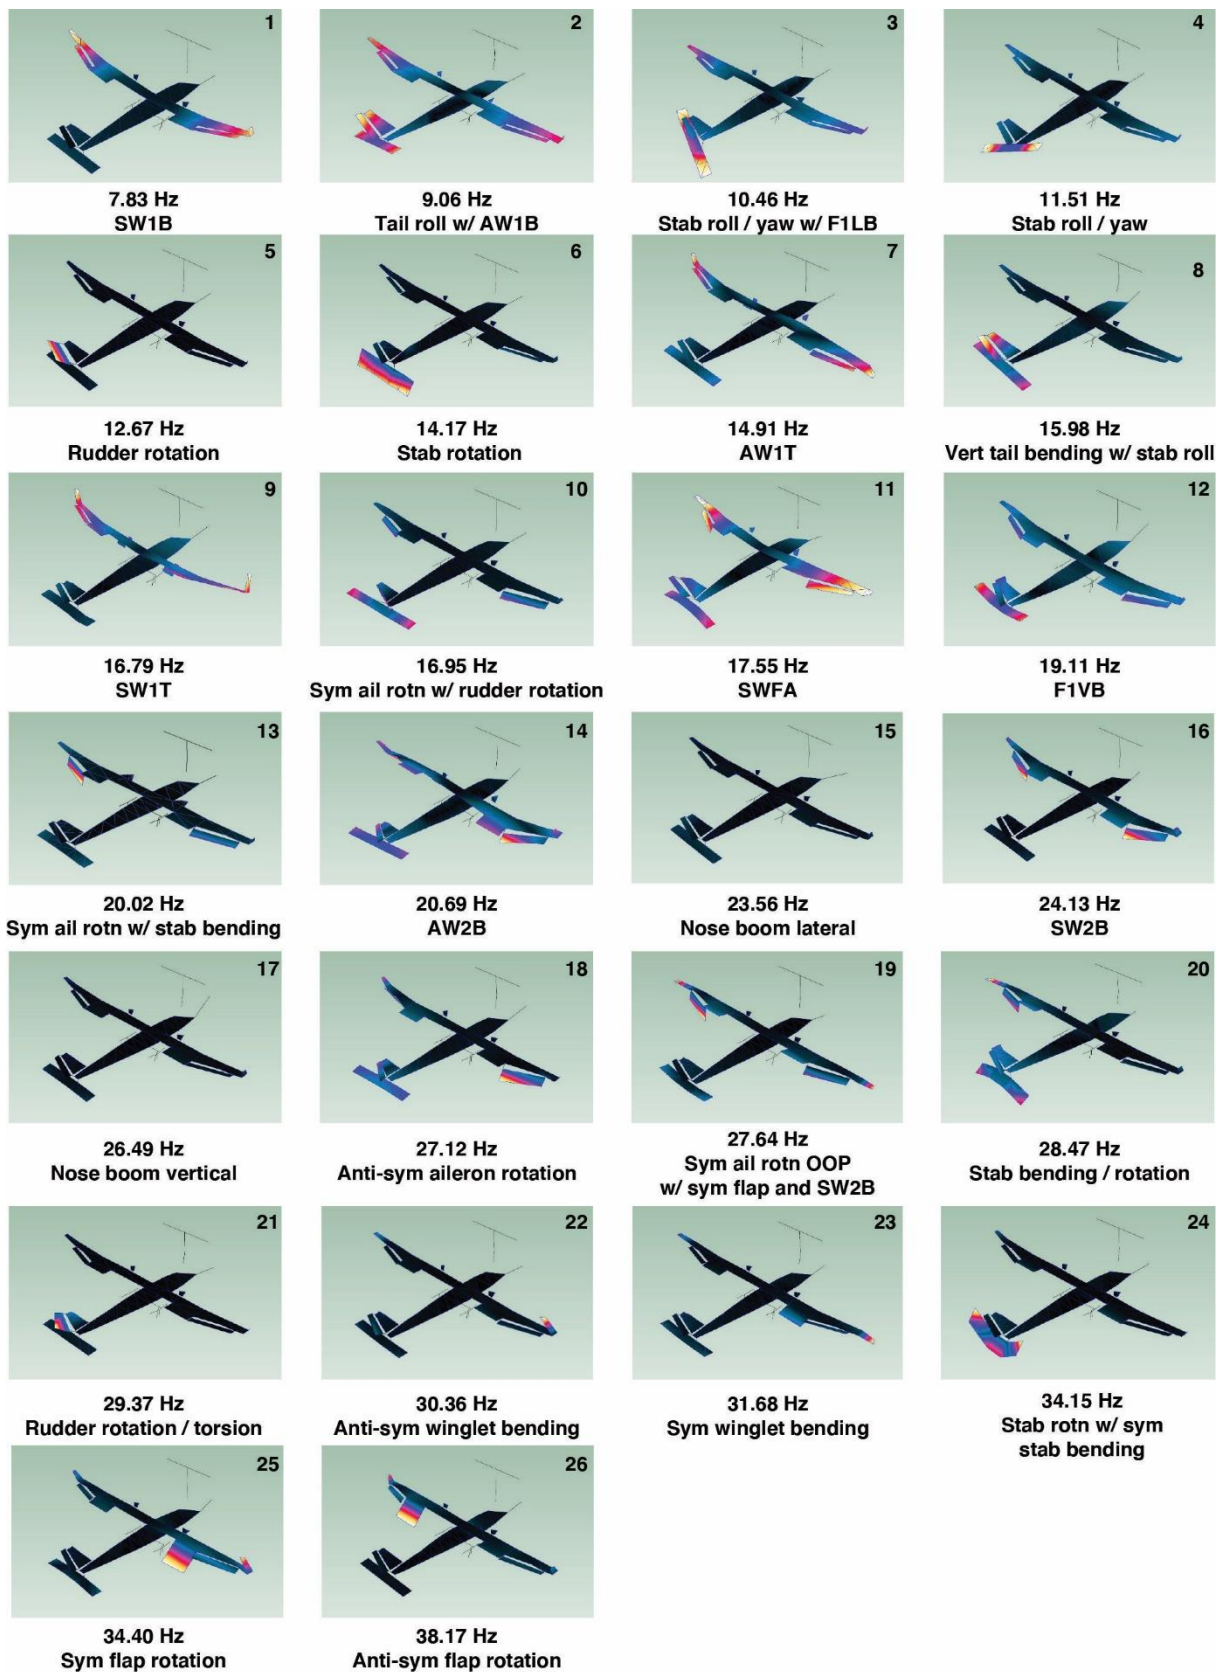 1
2
3
4
7.83 Hz
SW1B
9.06 Hz
Tail roll w/ AW1B
10.46 Hz
Stab roll / yaw w/ F1LB
11.51 Hz
Stab roll / yaw
5
6
7
8
12.67 Hz
Rudder rotation
14.17 Hz
Stab rotation
14.91 Hz
AW1T
15.98 Hz
Vert tail bending w/ stab roll
9
10
11
12
16.79 Hz
SW1T
16.95 Hz
Sym ail rotn w/ rudder rotation
17.55 Hz
SWFA
19.11 Hz
F1VB
13
14
15
16
20.02 Hz
Sym ail rotn w/ stab bending
20.69 Hz
AW2B
23.56 Hz
Nose boom lateral
24.13 Hz
SW2B
17
18
19
20
26.49 Hz
Nose boom vertical
27.12 Hz
Anti-sym aileron rotation
27.64 Hz
Sym ail rotn OOP
w/ sym flap and SW2B
28.47 Hz
Stab bending / rotation
21
22
23
24
29.37 Hz
Rudder rotation / torsion
30.36 Hz
Anti-sym winglet bending
31.68 Hz
Sym winglet bending
34.15 Hz
Stab rotn w/ sym
stab bending
25
26
34.40 Hz
Sym flap rotation
38.17 Hz
Anti-sym flap rotation